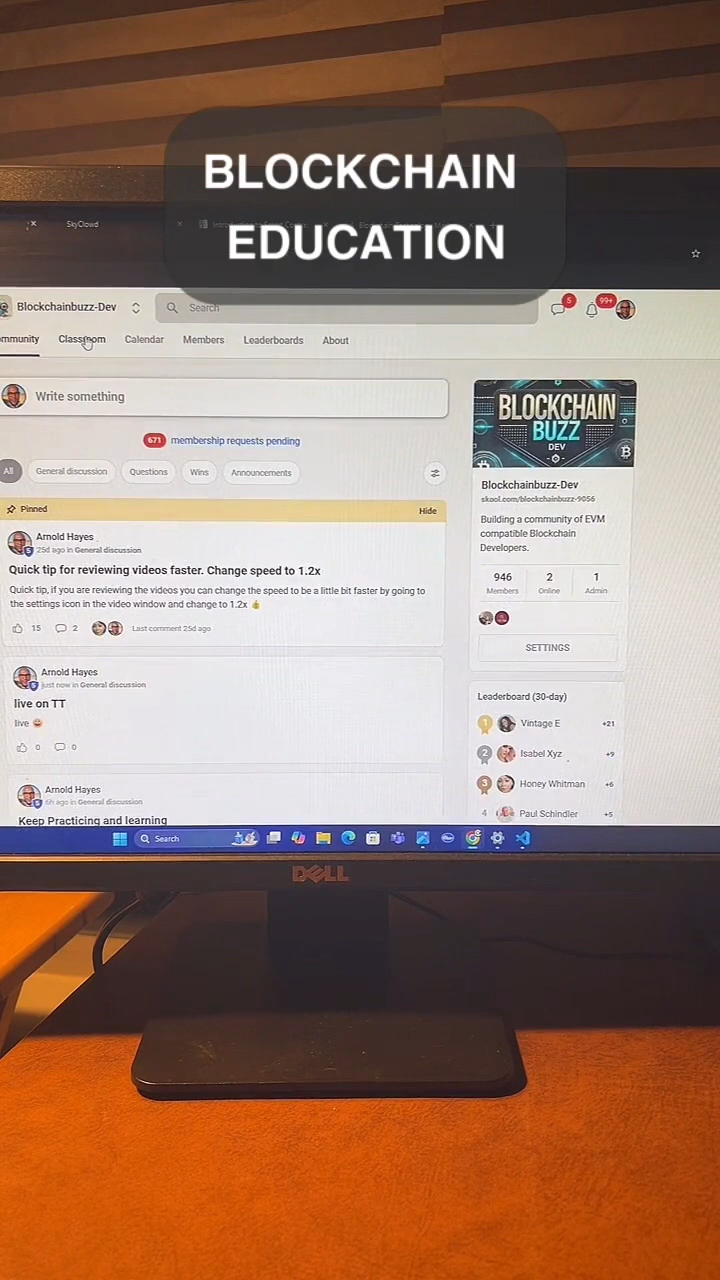 BLOCKCHAIN
EDUCATION
SkyCloud
Blockchainbuzz-Dev
Search
5
99+
mmunity
Classroom
Calendar
Members
Leaderboards
About
Write something
671 membership requests pending
All
General discussion
Questions
Wins
Announcements
Pinned
Hide
Arnold Hayes
25d ago in General discussion
Quick tip for reviewing videos faster. Change speed to 1.2x
Quick tip, if you are reviewing the videos you can change the speed to be a little bit faster by going to
the settings icon in the video window and change to 1.2x 👍
15
2
Last comment 25d ago
Arnold Hayes
just now in General discussion
live on TT
live 😀
0
0
Arnold Hayes
6h ago in General discussion
Keep Practicing and learning
BLOCKCHAIN
BUZZ
DEV
Blockchainbuzz-Dev
skool.com/blockchainbuzz-9056
Building a community of EVM
compatible Blockchain
Developers.
946
Members
2
Online
1
Admin
SETTINGS
Leaderboard (30-day)
1 Vintage E +21
2 Isabel Xyz +9
3 Honey Whitman +6
4 Paul Schindler +5
Search
DELL